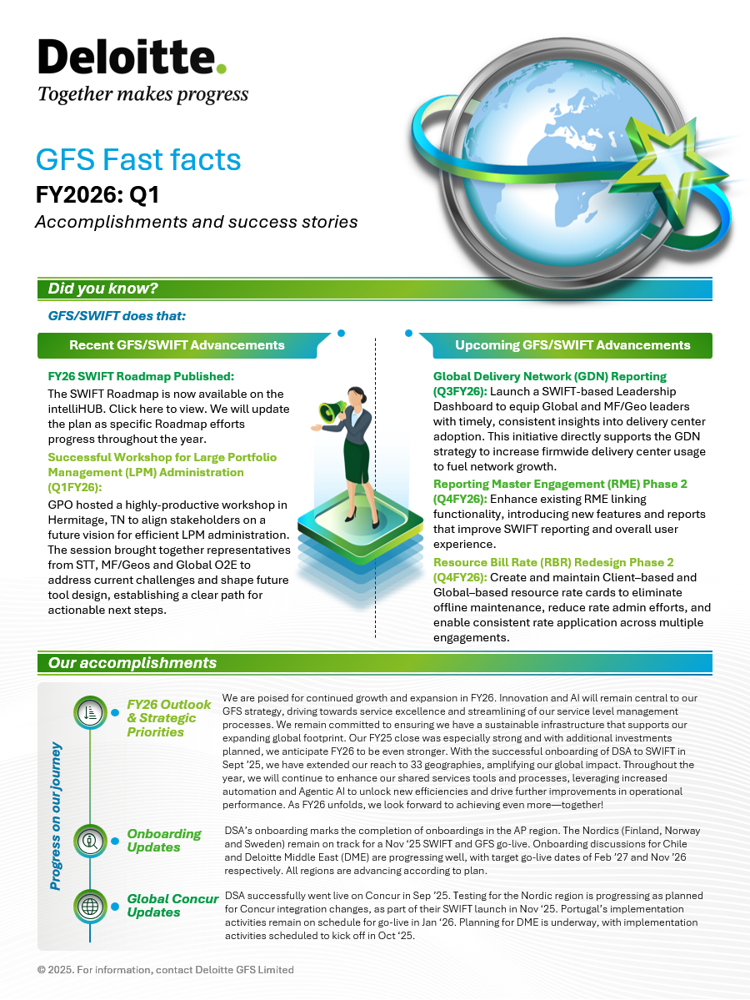 Deloitte.
Together makes progress
GFS Fast facts
FY2026: Q1
Accomplishments and success stories
Did you know?
GFS/SWIFT does that:
Recent GFS/SWIFT Advancements
FY26 SWIFT Roadmap Published:
The SWIFT Roadmap is now available on the
intelliHUB. Click here to view. We will update
the plan as specific Roadmap efforts
progress throughout the year.
Successful Workshop for Large Portfolio
Management (LPM) Administration
(Q1FY26):
GPO hosted a highly-productive workshop in
Hermitage, TN to align stakeholders on a
future vision for efficient LPM administration.
The session brought together representatives
from STT, MF/Geos and Global O2E to
address current challenges and shape future
tool design, establishing a clear path for
actionable next steps.
Upcoming GFS/SWIFT Advancements
Global Delivery Network (GDN) Reporting
(Q3FY26): Launch a SWIFT-based Leadership
Dashboard to equip Global and MF/Geo leaders
with timely, consistent insights into delivery center
adoption. This initiative directly supports the GDN
strategy to increase firmwide delivery center usage
to fuel network growth.
Reporting Master Engagement (RME) Phase 2
(Q4FY26): Enhance existing RME linking
functionality, introducing new features and reports
that improve SWIFT reporting and overall user
experience.
Resource Bill Rate (RBR) Redesign Phase 2
(Q4FY26): Create and maintain Client–based and
Global–based resource rate cards to eliminate
offline maintenance, reduce rate admin efforts, and
enable consistent rate application across multiple
engagements.
Our accomplishments
Progress on our journey
FY26 Outlook
& Strategic
Priorities
We are poised for continued growth and expansion in FY26. Innovation and AI will remain central to our
GFS strategy, driving towards service excellence and streamlining of our service level management
processes. We remain committed to ensuring we have a sustainable infrastructure that supports our
expanding global footprint. Our FY25 close was especially strong and with additional investments
planned, we anticipate FY26 to be even stronger. With the successful onboarding of DSA to SWIFT in
Sept ’25, we have extended our reach to 33 geographies, amplifying our global impact. Throughout the
year, we will continue to enhance our shared services tools and processes, leveraging increased
automation and Agentic AI to unlock new efficiencies and drive further improvements in operational
performance. As FY26 unfolds, we look forward to achieving even more—together!
Onboarding
Updates
DSA’s onboarding marks the completion of onboardings in the AP region. The Nordics (Finland, Norway
and Sweden) remain on track for a Nov ‘25 SWIFT and GFS go-live. Onboarding discussions for Chile
and Deloitte Middle East (DME) are progressing well, with target go-live dates of Feb ’27 and Nov ’26
respectively. All regions are advancing according to plan.
Global Concur
Updates
DSA successfully went live on Concur in Sep ’25. Testing for the Nordic region is progressing as planned
for Concur integration changes, as part of their SWIFT launch in Nov ‘25. Portugal’s implementation
activities remain on schedule for go-live in Jan ‘26. Planning for DME is underway, with implementation
activities scheduled to kick off in Oct ‘25.
© 2025. For information, contact Deloitte GFS Limited